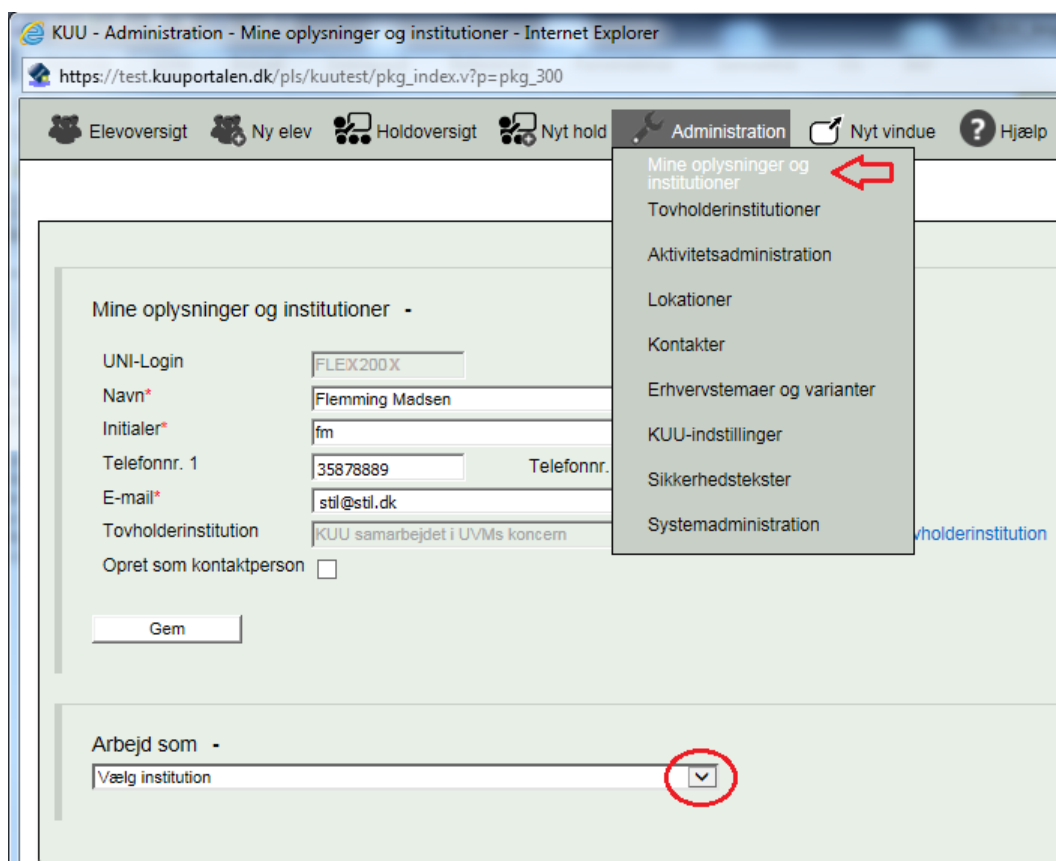 KUU - Administration - Mine oplysninger og institutioner - Internet Explorer
https://test.kuuportalen.dk/pls/kuutest/pkg_index.v?p=pkg_300
Elevoversigt Ny elev Holdoversigt Nyt hold Administration Nyt vindue ? Hjælp
Mine oplysninger og
institutioner
Tovholderinstitutioner
Aktivitetsadministration
Lokationer
Kontakter
Erhvervstemaer og varianter
KUU-indstillinger
Sikkerhedstekster
Systemadministration
Mine oplysninger og institutioner -
UNI-Login FLEX200X
Navn* Flemming Madsen
Initialer* fm
Telefonnr. 1 35878889 Telefonnr.
E-mail* stil@stil.dk
Tovholderinstitution KUU samarbejdet i UVMs koncern vholderinstitution
Opret som kontaktperson
Gem
Arbejd som -
Vælg institution